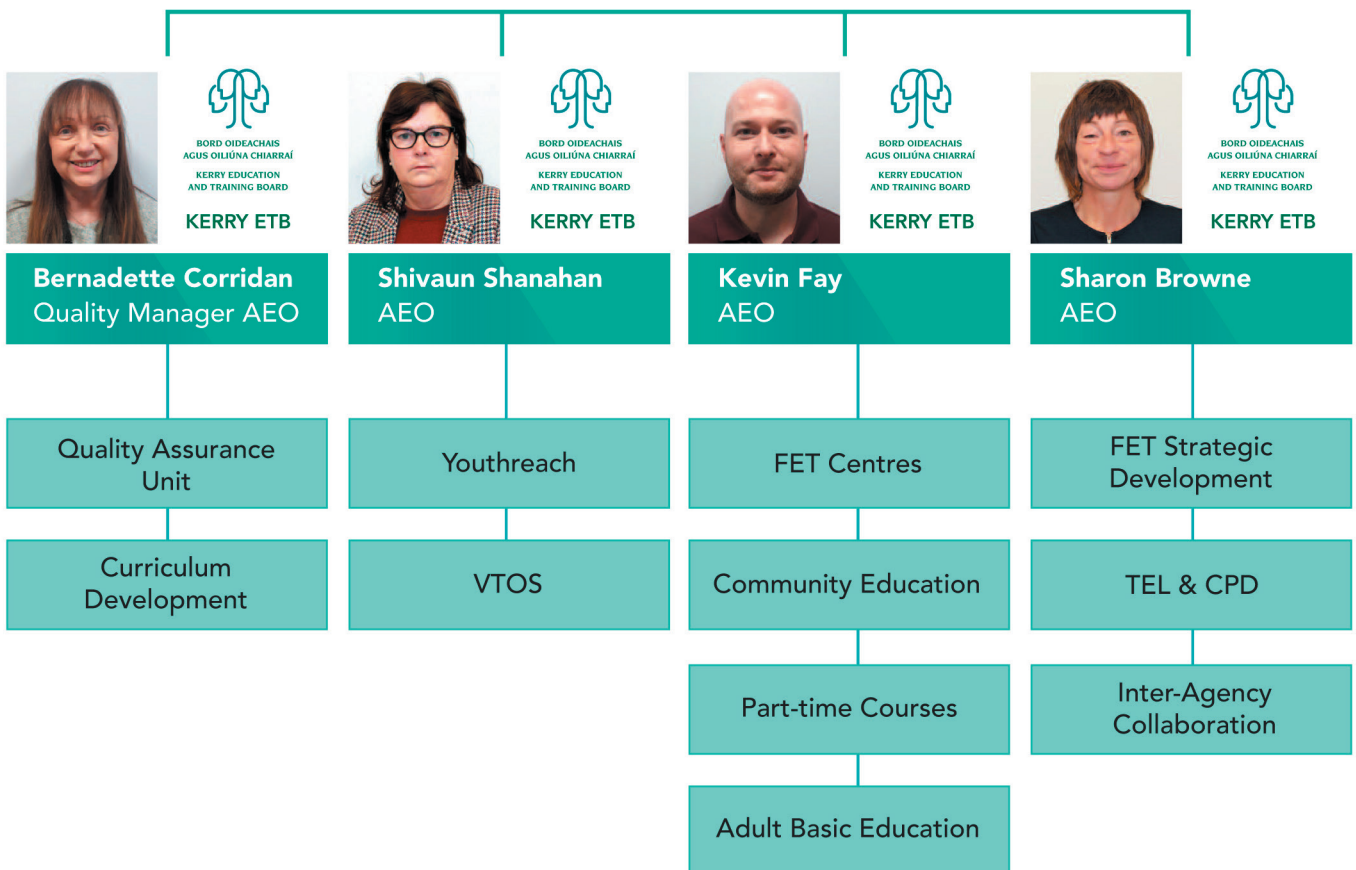 BORD OIDEACHAIS
AGUS OILIÚNA CHIARRAÍ
KERRY EDUCATION
AND TRAINING BOARD
KERRY ETB
Bernadette Corridan
Quality Manager AEO
Quality Assurance
Unit
Curriculum
Development
BORD OIDEACHAIS
AGUS OILIÚNA CHIARRAÍ
KERRY EDUCATION
AND TRAINING BOARD
KERRY ETB
Shivaun Shanahan
AEO
Youthreach
VTOS
BORD OIDEACHAIS
AGUS OILIÚNA CHIARRAÍ
KERRY EDUCATION
AND TRAINING BOARD
KERRY ETB
Kevin Fay
AEO
FET Centres
Community Education
Part-time Courses
Adult Basic Education
BORD OIDEACHAIS
AGUS OILIÚNA CHIARRAÍ
KERRY EDUCATION
AND TRAINING BOARD
KERRY ETB
Sharon Browne
AEO
FET Strategic
Development
TEL & CPD
Inter-Agency
Collaboration